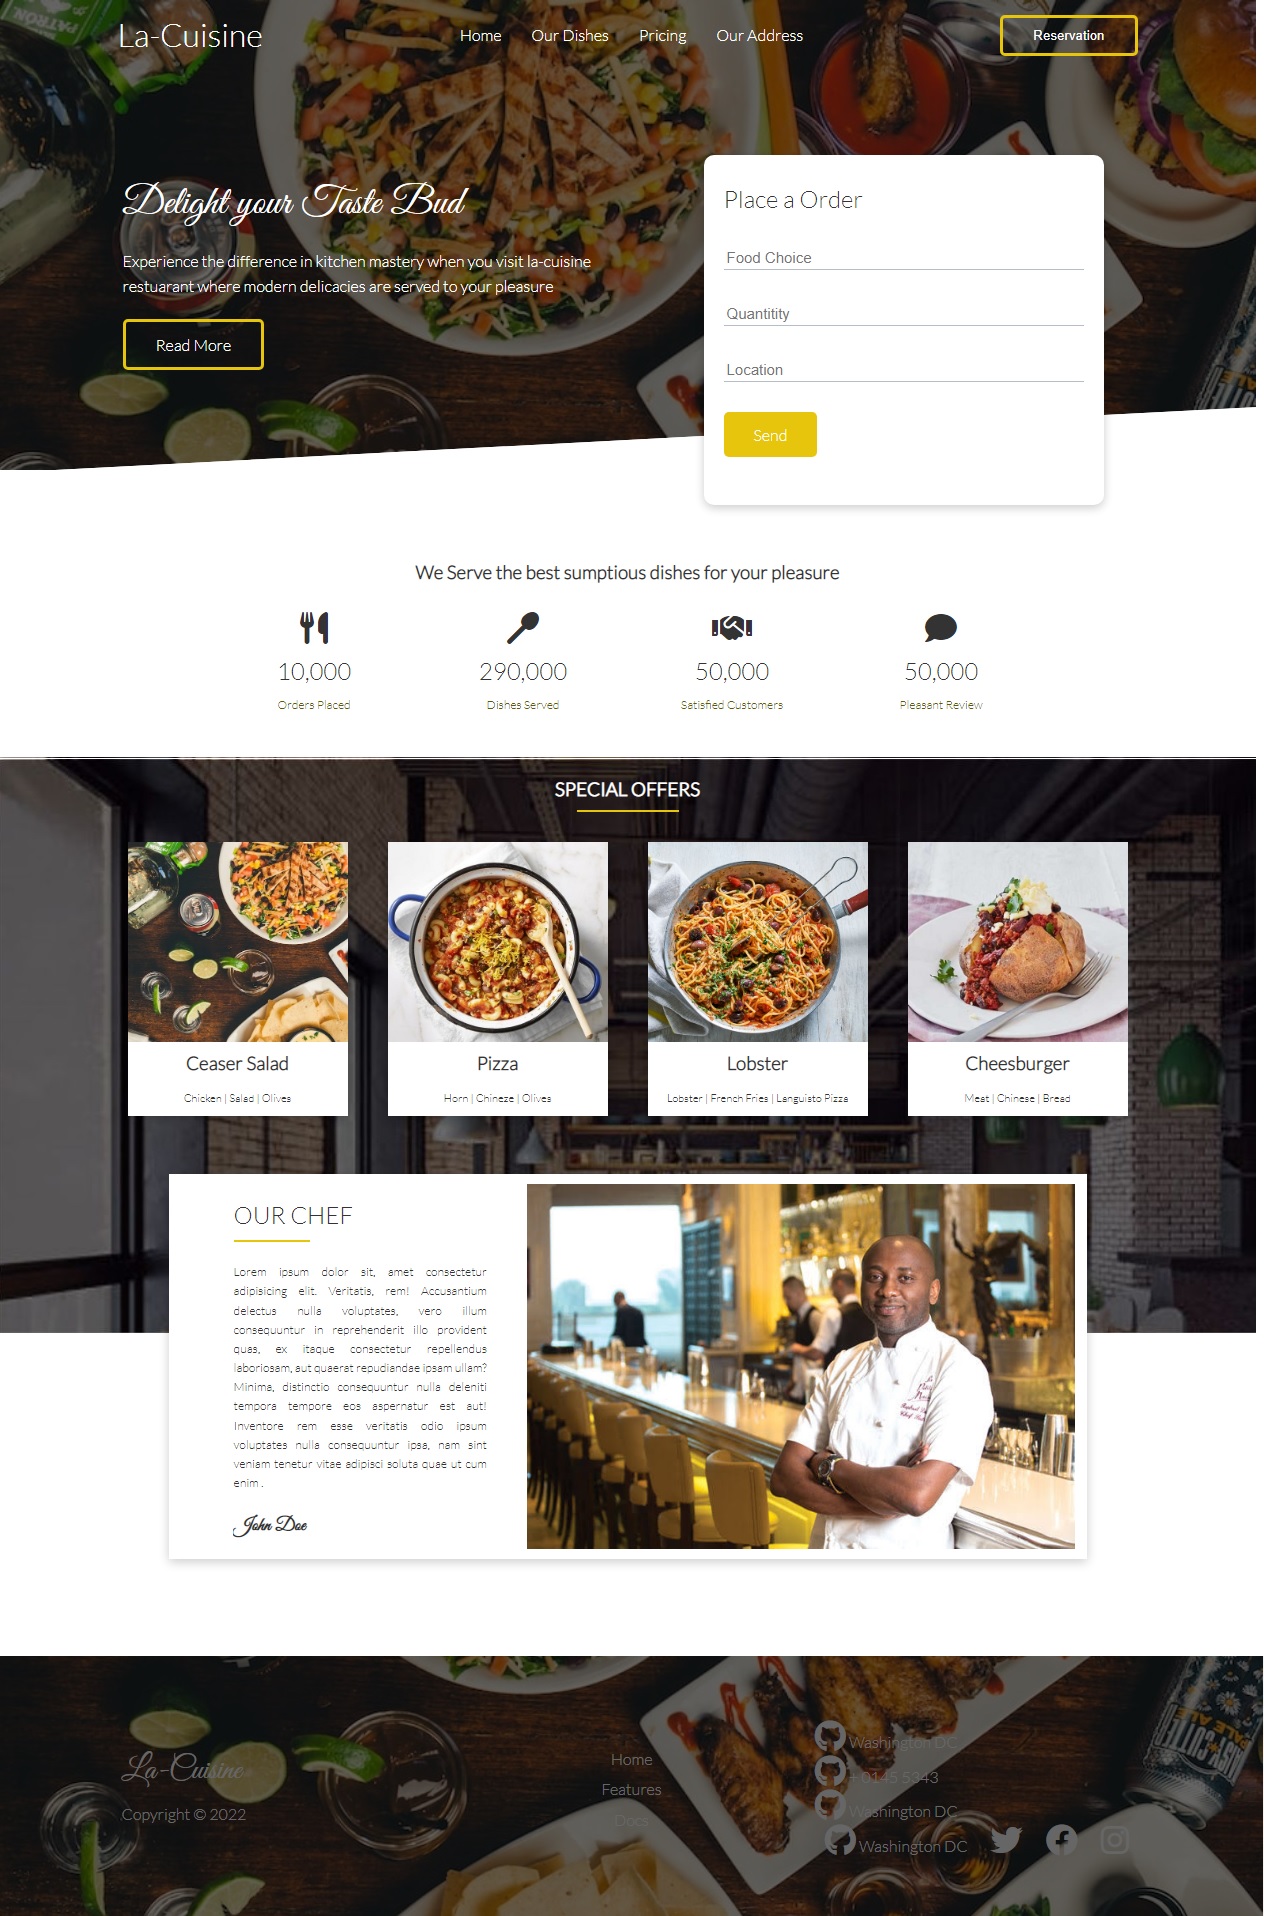 La-Cuisine
Home
Our Dishes
Pricing
Our Address
Reservation
Delight your Taste Bud
Experience the difference in kitchen mastery when you visit la-cuisine
restuarant where modern delicacies are served to your pleasure
Read More
Place a Order
Food Choice
Quantitity
Location
Send
We Serve the best sumptious dishes for your pleasure
10,000
Orders Placed
290,000
Dishes Served
50,000
Satisfied Customers
50,000
Pleasant Review
SPECIAL OFFERS
Ceaser Salad
Chicken | Salad | Olives
Pizza
Horn | Chineze | Olives
Lobster
Lobster | French Fries | Languisto Pizza
Cheesburger
Meat | Chinese | Bread
OUR CHEF
Lorem ipsum dolor sit, amet consectetur
adipisicing elit. Veritatis, rem! Accusantium
delectus nulla voluptates, vero illum
consequuntur in reprehenderit illo provident
quas, ex itaque consectetur repellendus
laboriosam, aut quaerat repudiandae ipsam ullam?
Minima, distinctio consequuntur nulla deleniti
tempora tempore eos aspernatur est aut!
Inventore rem esse veritatis odio ipsum
voluptates nulla consequuntur ipsa, nam sint
veniam tenetur vitae adipisci soluta quae ut cum
enim .
John Doe
La-Cuisine
Copyright © 2022
Home
Features
Docs
Washington DC
+ 0145 5343
Washington DC
Washington DC
PALE ALE